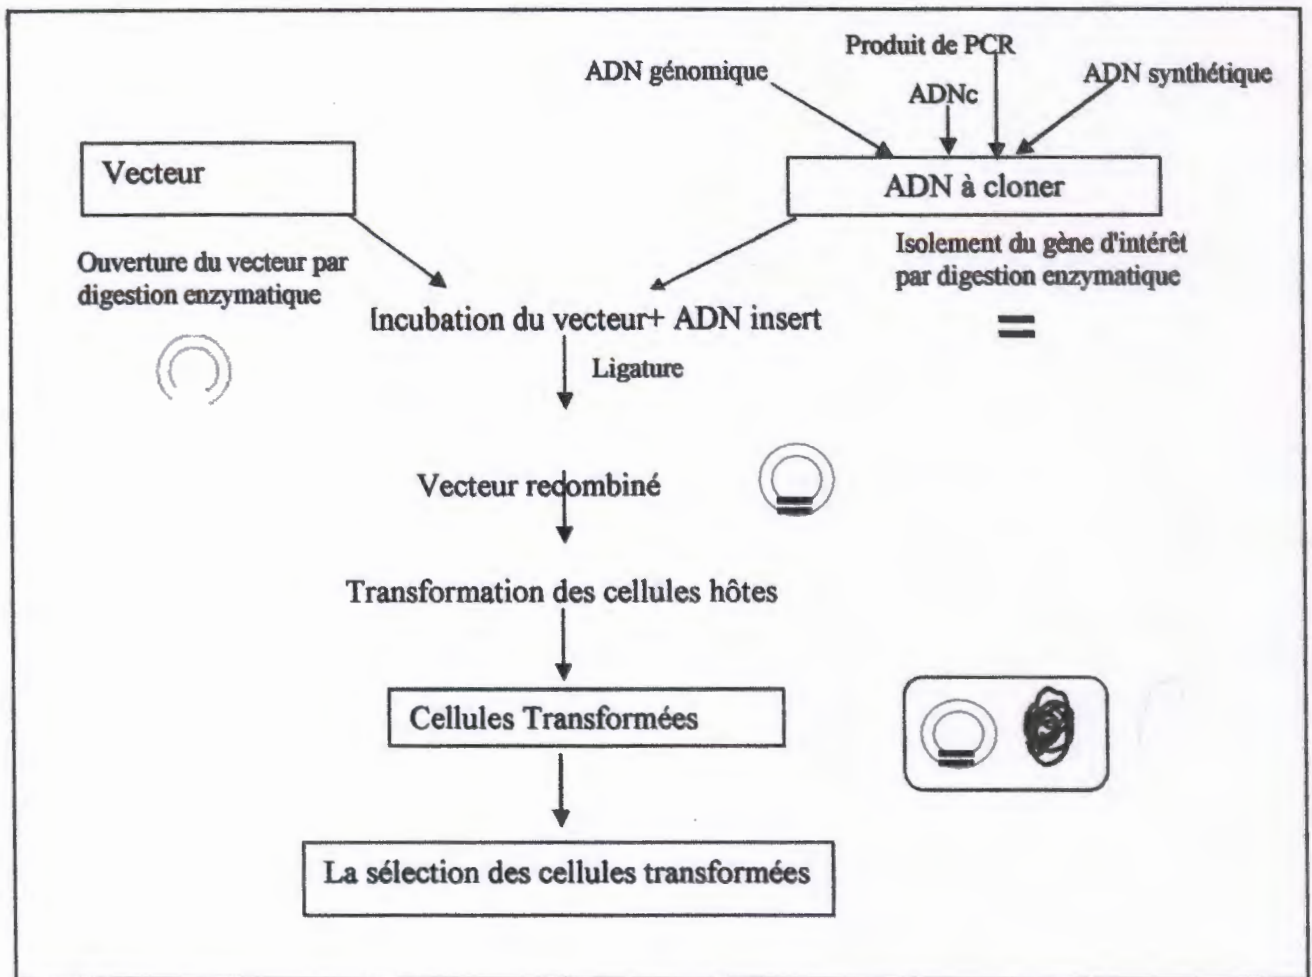 Produit de PCR
ADN génomique
ADNc
ADN synthétique
Vecteur
ADN à cloner
Ouverture du vecteur par
digestion enzymatique
Isolement du gène d'intérêt
par digestion enzymatique
Incubation du vecteur+ ADN insert
Ligature
Vecteur recombiné
Transformation des cellules hôtes
Cellules Transformées
La sélection des cellules transformées